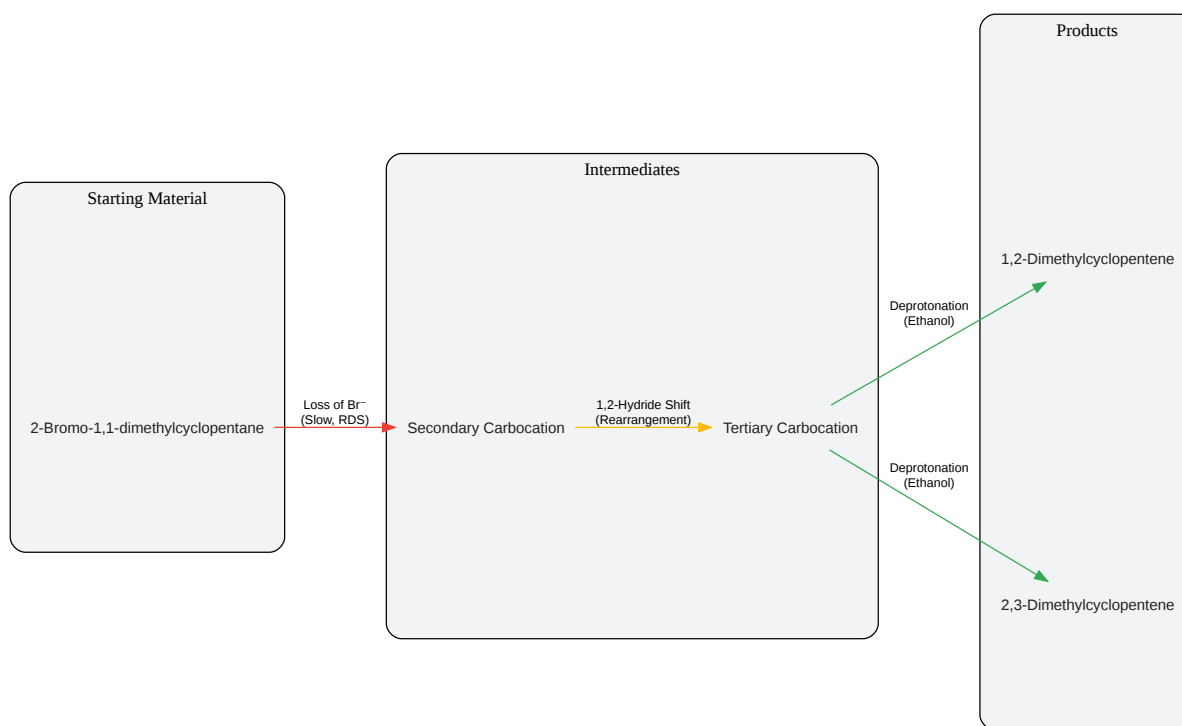 Products
Intermediates
Starting Material
1,2-Dimethylcyclopentene
Deprotonation
(Ethanol)
Loss of Br⁻
(Slow, RDS)
1,2-Hydride Shift
(Rearrangement)
2-Bromo-1,1-dimethylcyclopentane
Secondary Carbocation
Tertiary Carbocation
Deprotonation
(Ethanol)
2,3-Dimethylcyclopentene